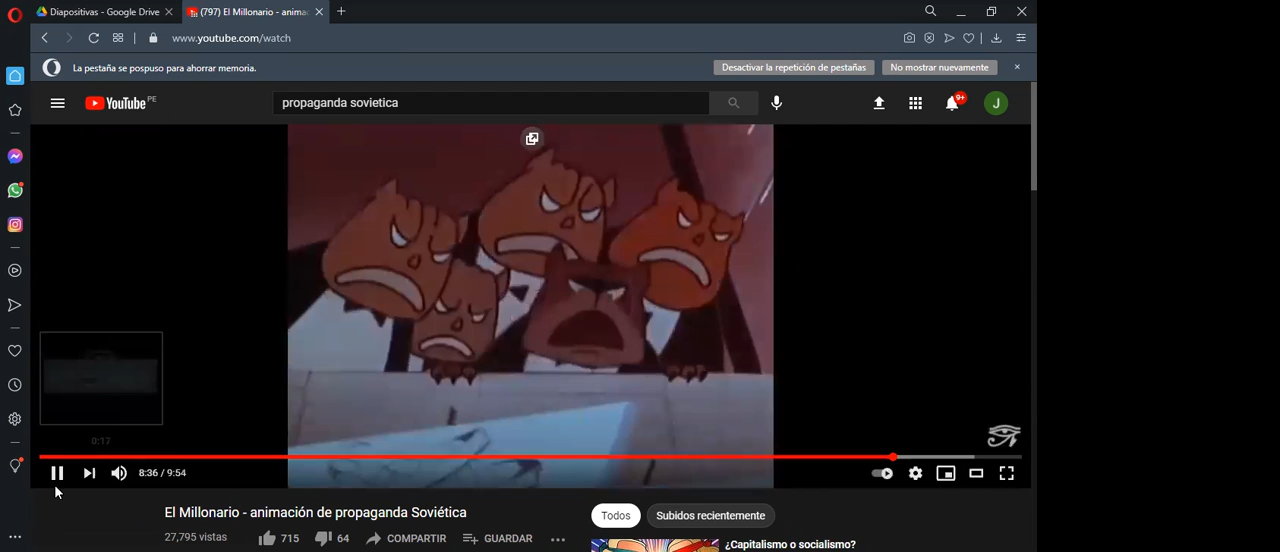 Diapositivas - Google Drive
(797) El Millonario - anima
www.youtube.com/watch
La pestaña se pospuso para ahorrar memoria.
Desactivar la repetición de pestañas
No mostrar nuevamente
YouTube PE
propaganda sovietica
9+
J
0:17
8:36 / 9:54
El Millonario - animación de propaganda Soviética
27,795 vistas
715
64
COMPARTIR
GUARDAR
Todos
Subidos recientemente
¿Capitalismo o socialismo?